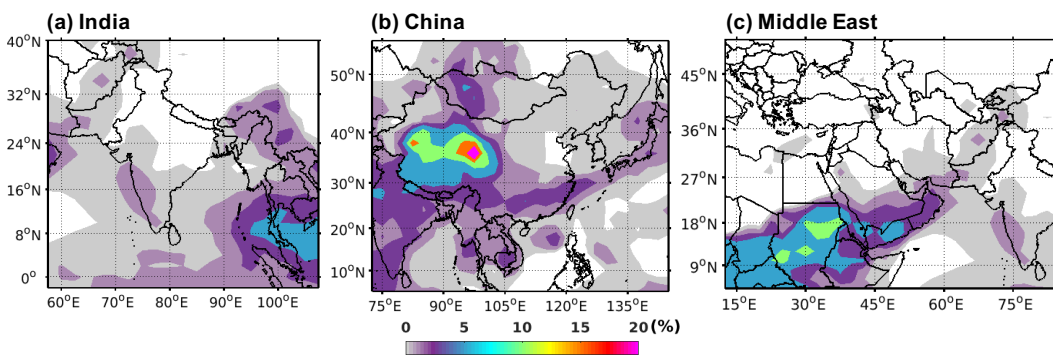 (a) India
(b) China
(c) Middle East
40°N
32°N
24°N
16°N
8°N
0°
60°E
70°E
80°E
90°E
100°E
50°N
40°N
30°N
20°N
10°N
75°E
90°E
105°E
120°E
135°E
45°N
36°N
27°N
18°N
9°N
15°E
30°E
45°E
60°E
75°E
0 5 10 15 20 (%)